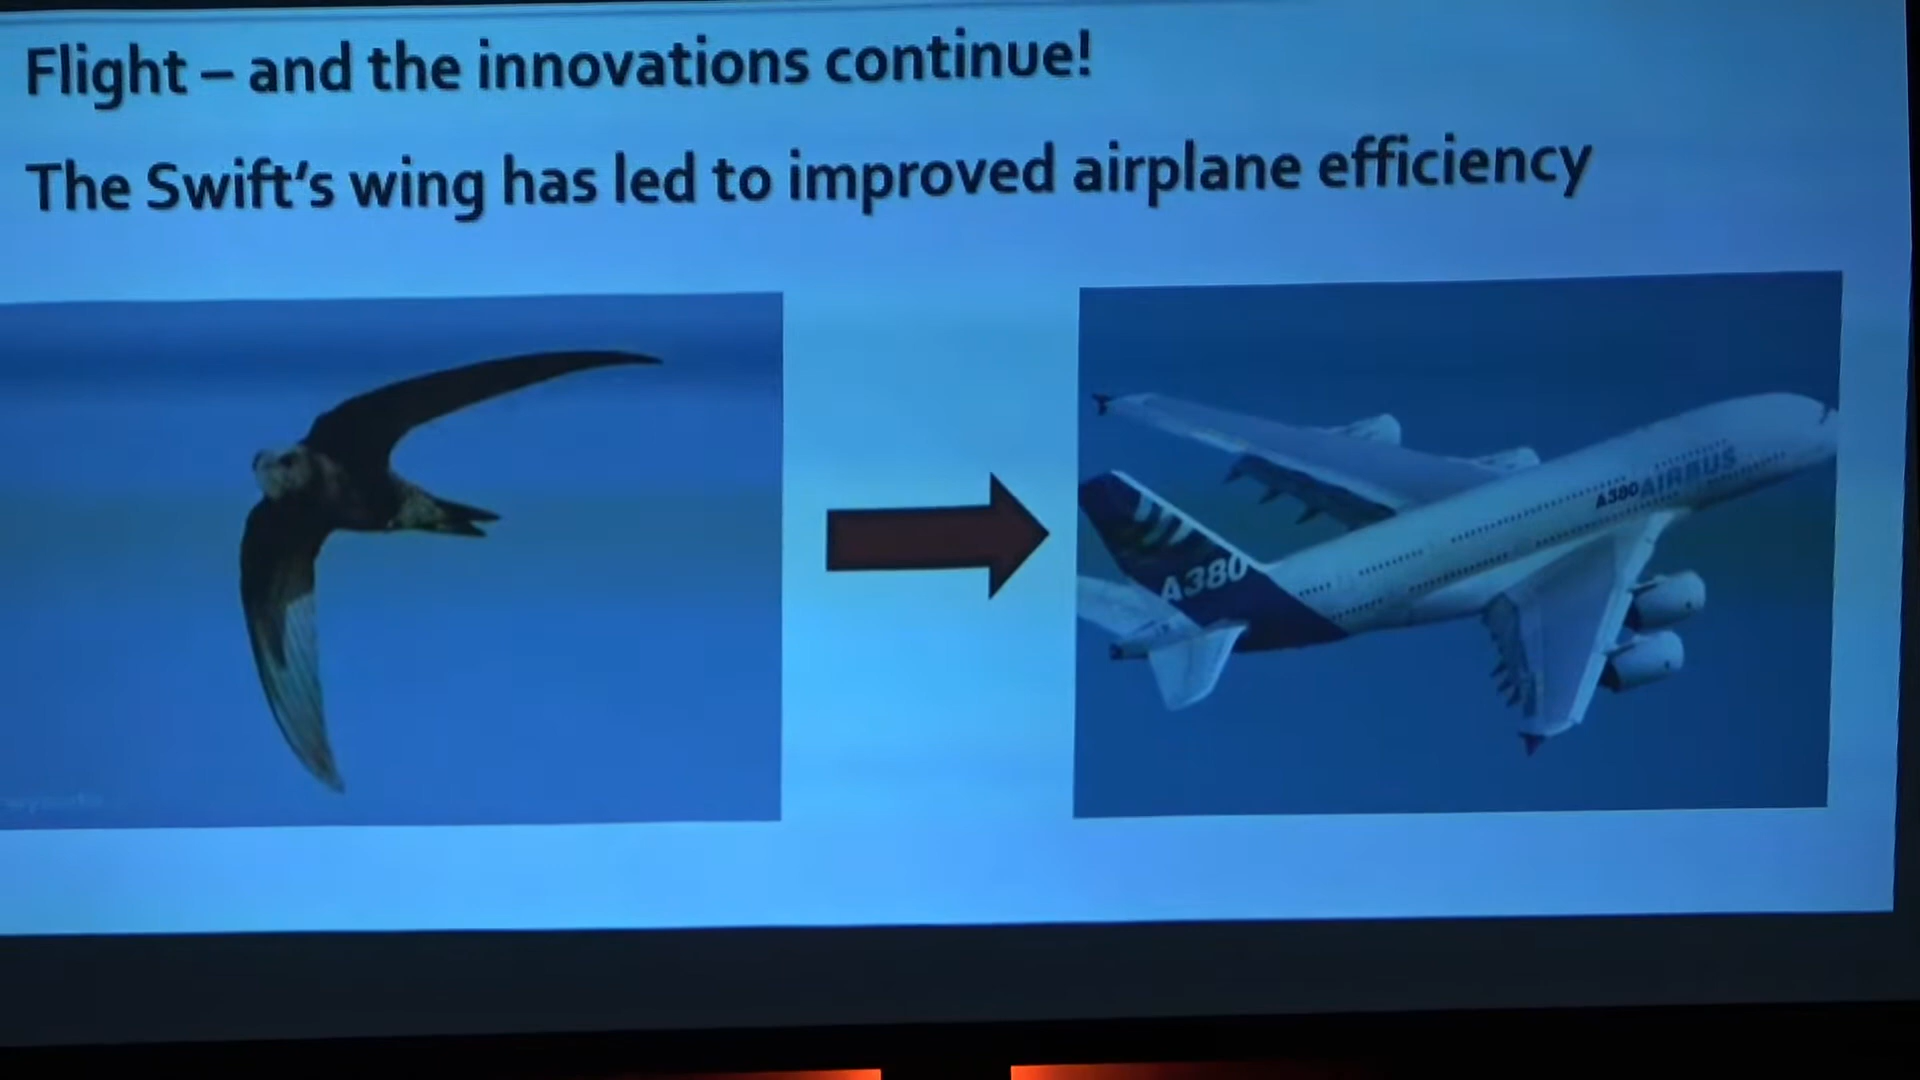 Flight – and the innovations continue!
The Swift's wing has led to improved airplane efficiency
A380 AIRBUS
A380